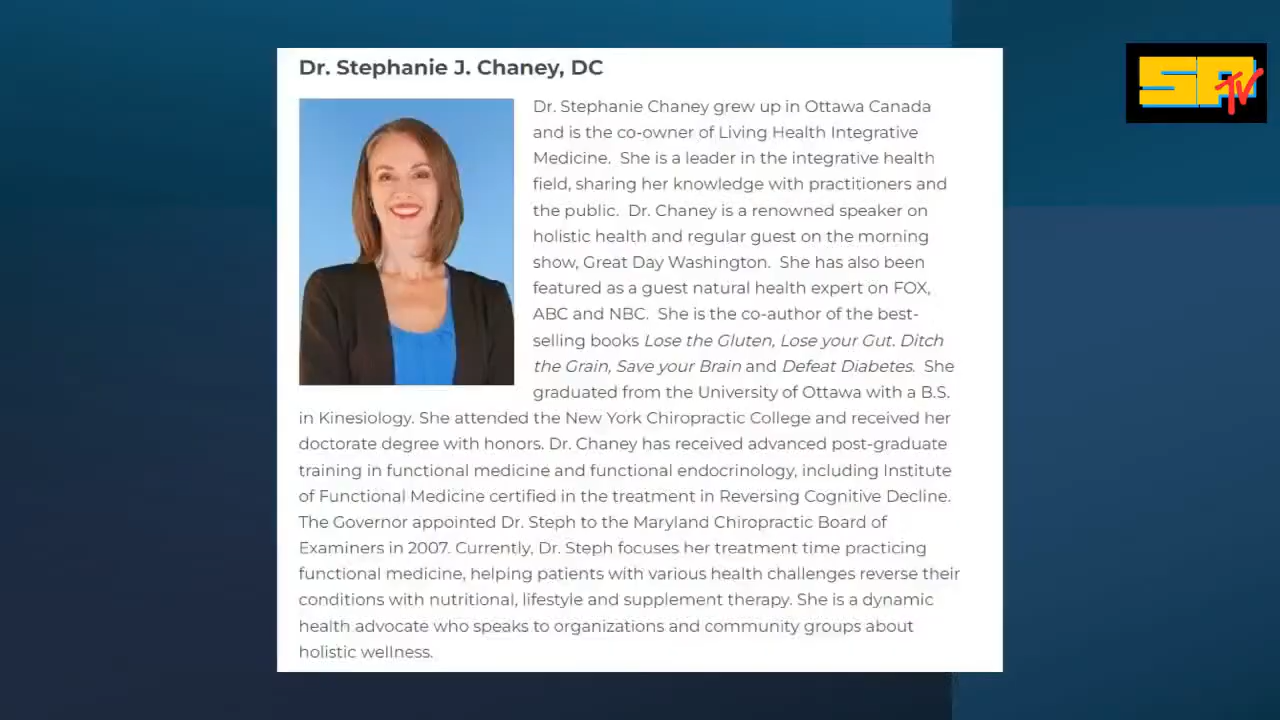 Dr. Stephanie J. Chaney, DC
SPTV
Dr. Stephanie Chaney grew up in Ottawa Canada
and is the co-owner of Living Health Integrative
Medicine. She is a leader in the integrative health
field, sharing her knowledge with practitioners and
the public. Dr. Chaney is a renowned speaker on
holistic health and regular guest on the morning
show, Great Day Washington. She has also been
featured as a guest natural health expert on FOX,
ABC and NBC. She is the co-author of the best-
selling books Lose the Gluten, Lose your Gut. Ditch
the Grain, Save your Brain and Defeat Diabetes. She
graduated from the University of Ottawa with a B.S.
in Kinesiology. She attended the New York Chiropractic College and received her
doctorate degree with honors. Dr. Chaney has received advanced post-graduate
training in functional medicine and functional endocrinology, including Institute
of Functional Medicine certified in the treatment in Reversing Cognitive Decline.
The Governor appointed Dr. Steph to the Maryland Chiropractic Board of
Examiners in 2007. Currently, Dr. Steph focuses her treatment time practicing
functional medicine, helping patients with various health challenges reverse their
conditions with nutritional, lifestyle and supplement therapy. She is a dynamic
health advocate who speaks to organizations and community groups about
holistic wellness.